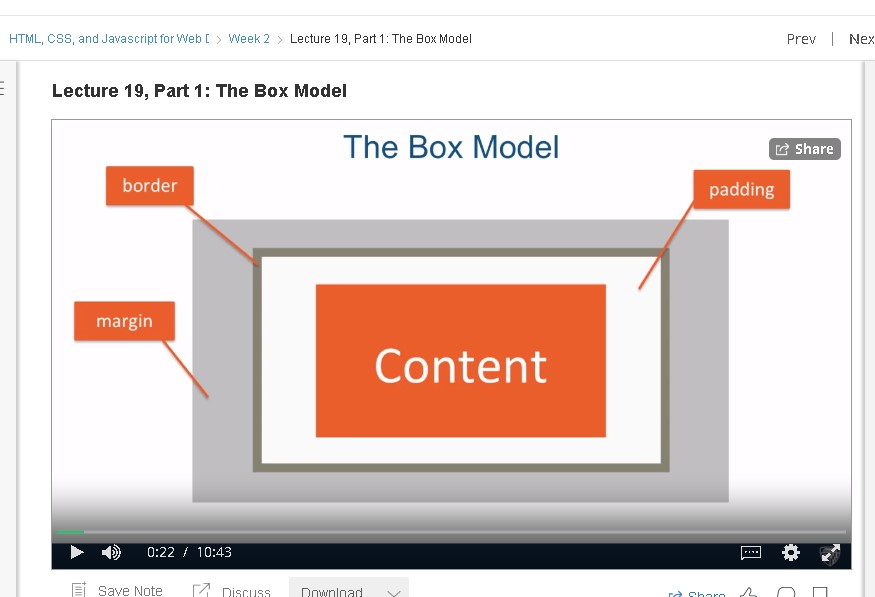 HTML, CSS, and Javascript for Web D > Week 2 > Lecture 19, Part 1: The Box Model
Prev | Nex
Lecture 19, Part 1: The Box Model
The Box Model
Share
border
padding
margin
Content
0:22 / 10:43
Save Note
Discuss
Download
Share